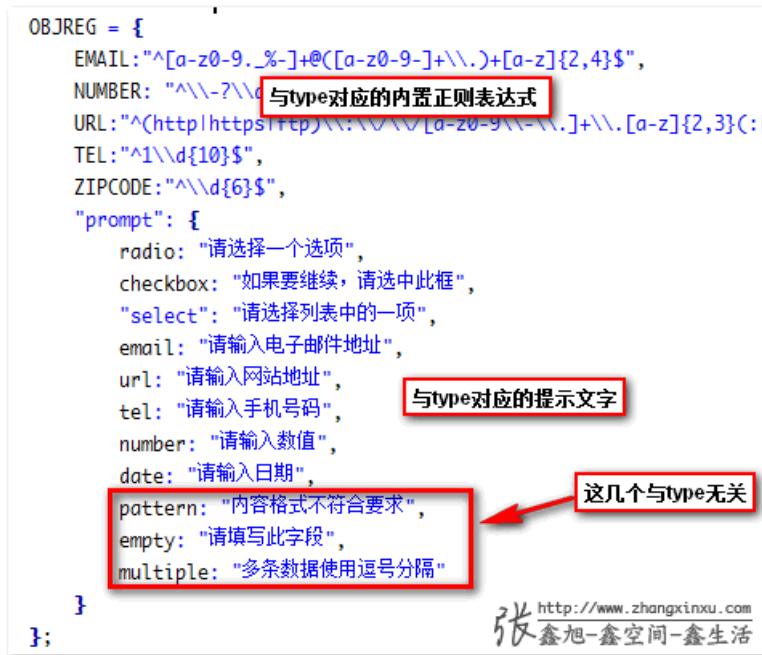 OBJREG = {
EMAIL:"^[a-z0-9._%-]+@([a-z0-9-]+\\.)+[a-z]{2,4}$",
NUMBER: "^\\-?\\
与type对应的内置正则表达式
URL:"^(http|https|ftp)\\:\\/\\/[a-z0-9\\-\\.]+\\.[a-z]{2,3}(:[
TEL:"^1\\d{10}$",
ZIPCODE:"^\\d{6}$",
"prompt": {
radio: "请选择一个选项",
checkbox: "如果要继续，请选中此框",
"select": "请选择列表中的一项",
email: "请输入电子邮件地址",
url: "请输入网站地址",
与type对应的提示文字
tel: "请输入手机号码",
number: "请输入数值",
date: "请输入日期",
这几个与type无关
pattern: "内容格式不符合要求",
empty: "请填写此字段",
multiple: "多条数据使用逗号分隔"
}
};
http://www.zhangxinxu.com
张鑫旭-鑫空间-鑫生活